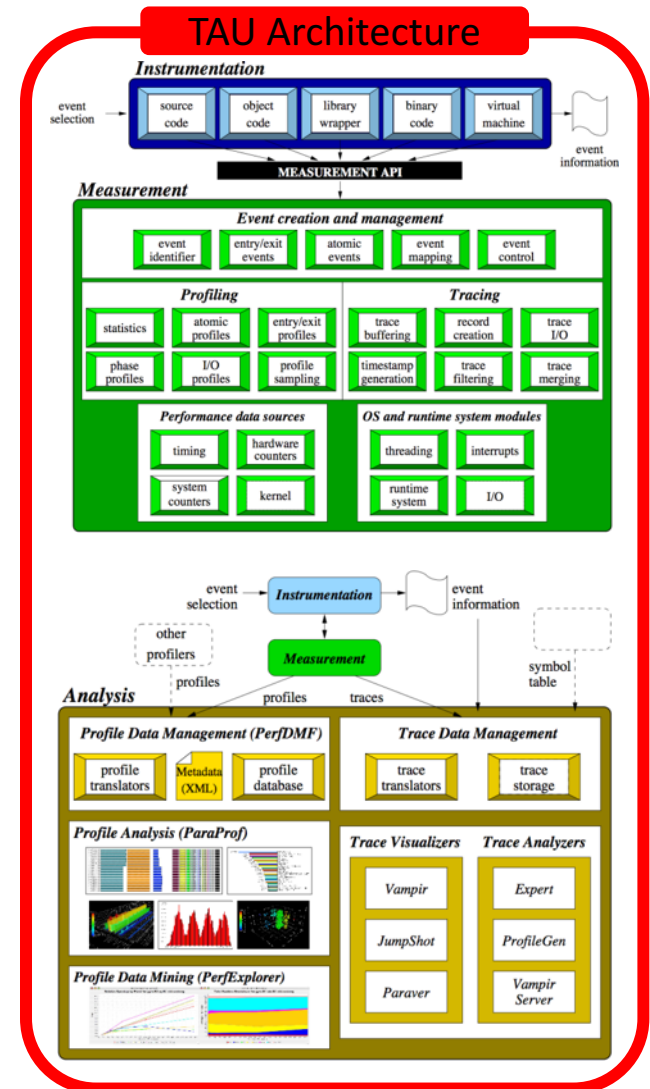 TAU Architecture
Instrumentation
event
selection
source
code
object
code
library
wrapper
binary
code
virtual
machine
event
information
MEASUREMENT API
Measurement
Event creation and management
event
identifier
entry/exit
events
atomic
events
event
mapping
event
control
Profiling
statistics
atomic
profiles
entry/exit
profiles
phase
profiles
I/O
profiles
profile
sampling
Tracing
trace
buffering
record
creation
trace
I/O
timestamp
generation
trace
filtering
trace
merging
Performance data sources
timing
hardware
counters
system
counters
kernel
OS and runtime system modules
threading
interrupts
runtime
system
I/O
event
selection
Instrumentation
event
information
other
profilers
Measurement
symbol
table
profiles
profiles
traces
Analysis
Profile Data Management (PerfDMF)
profile
translators
Metadata
(XML)
profile
database
Trace Data Management
trace
translators
trace
storage
Profile Analysis (ParaProf)
Profile Data Mining (PerfExplorer)
Trace Visualizers
Vampir
JumpShot
Paraver
Trace Analyzers
Expert
ProfileGen
Vampir
Server